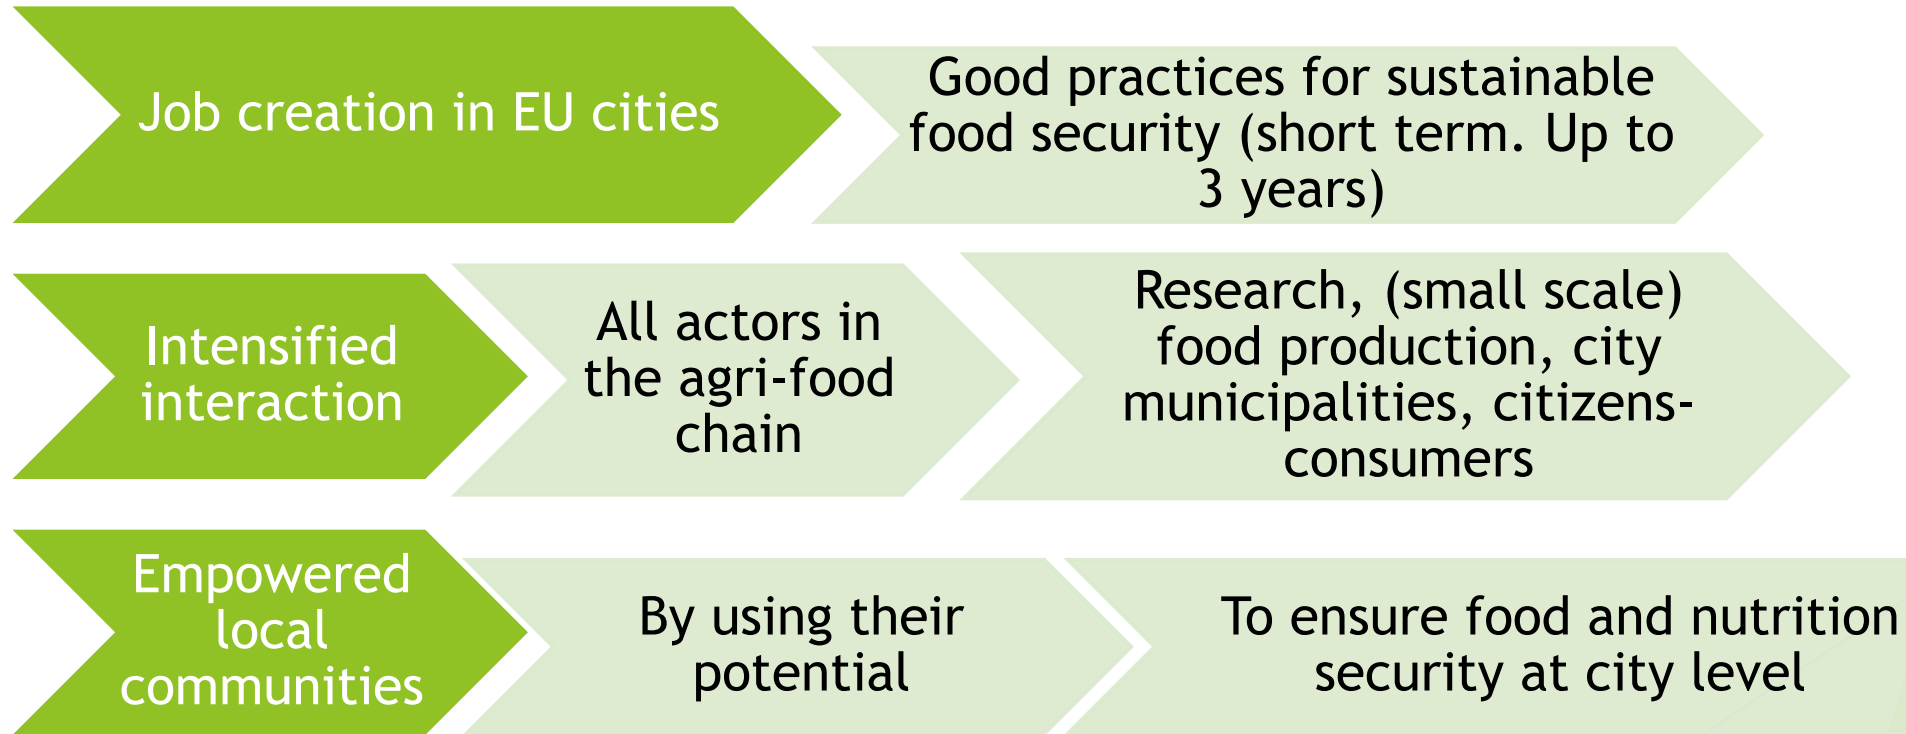 Job creation in EU cities
Good practices for sustainable
food security (short term. Up to
3 years)
Intensified
interaction
All actors in
the agri-food
chain
Research, (small scale)
food production, city
municipalities, citizens-
consumers
Empowered
local
communities
By using their
potential
To ensure food and nutrition
security at city level